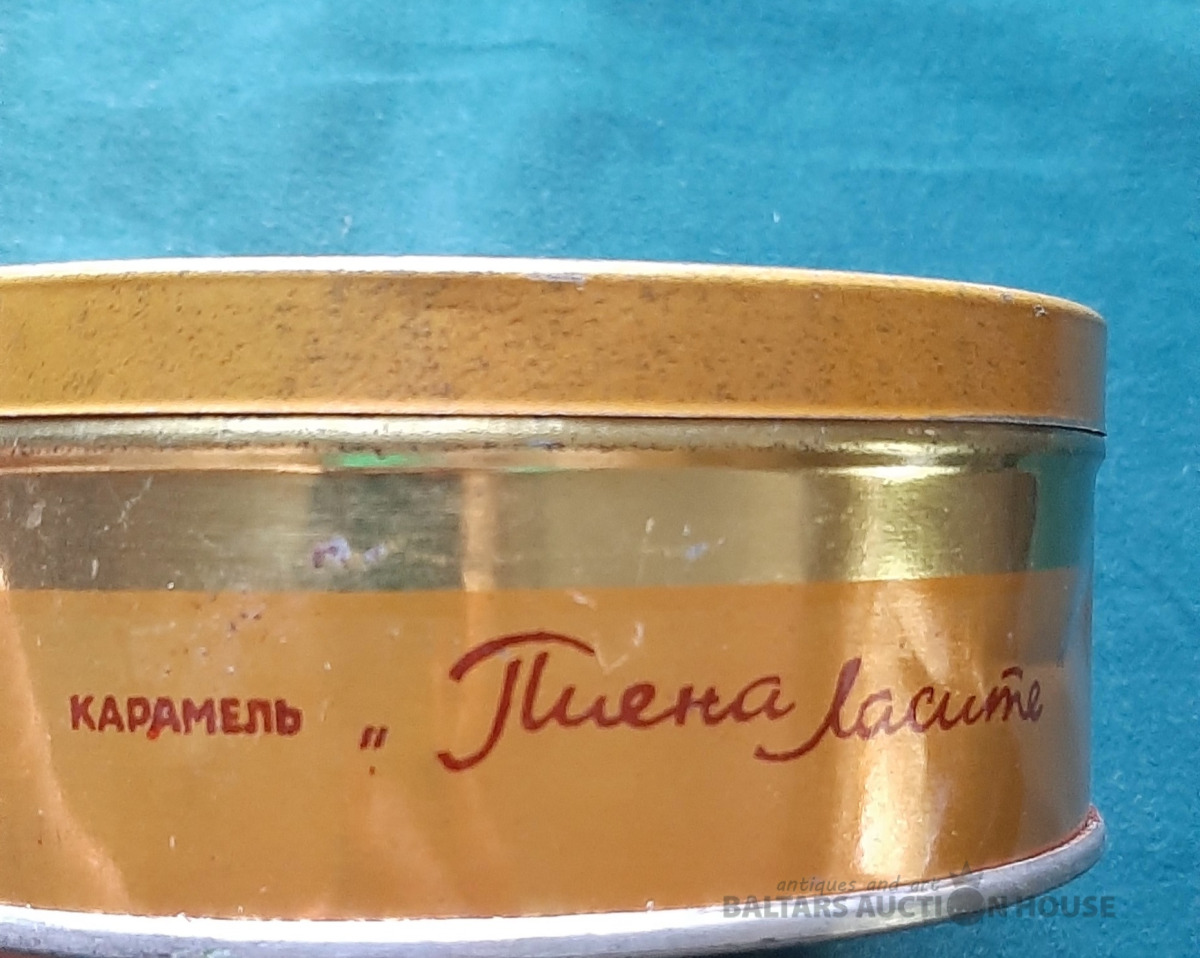 КАРАМЕЛЬ „Пиена Ласите
antiques and art
BALTARS AUCTION HOUSE